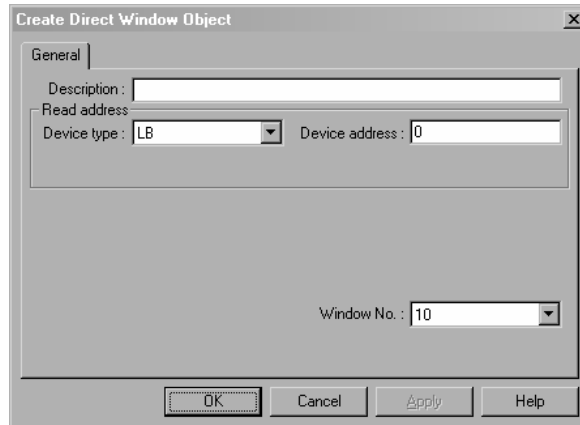 Create Direct Window Object
General
Description :
Read address
Device type : LB Device address : 0
Window No. : 10
OK Cancel Apply Help